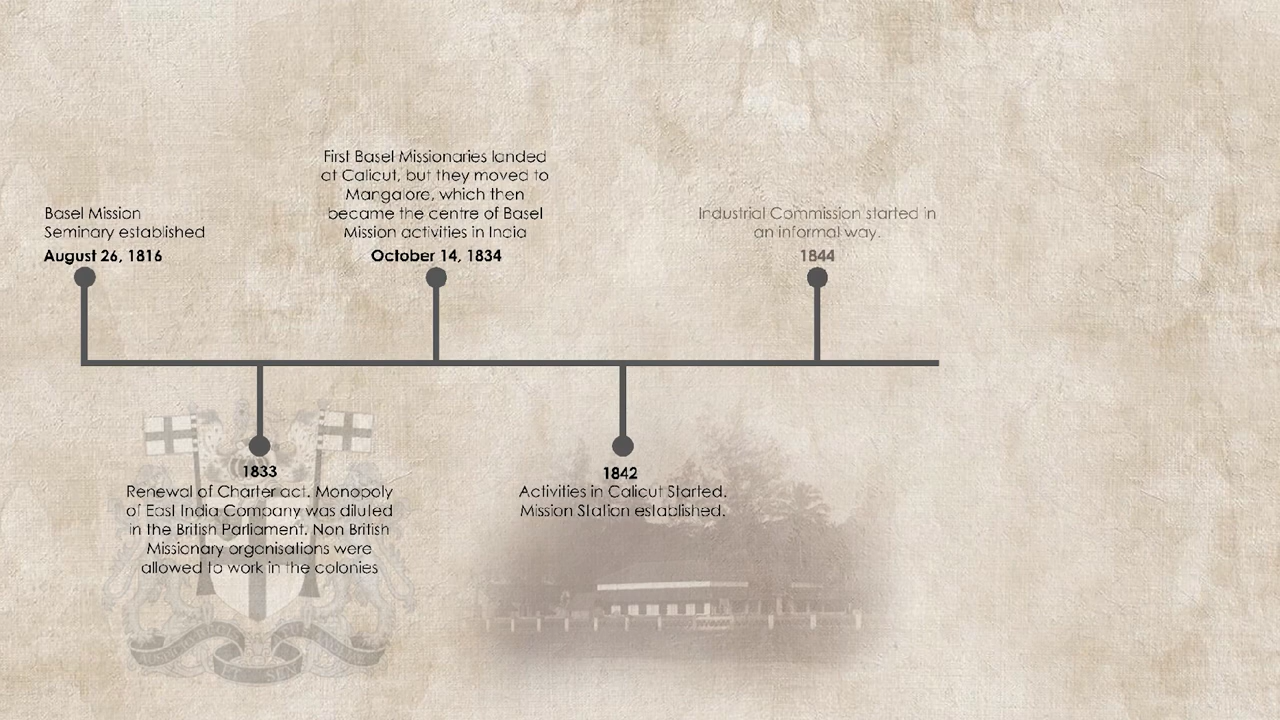 Basel Mission
Seminary established
August 26, 1816
First Basel Missionaries landed
at Calicut, but they moved to
Mangalore, which then
became the centre of Basel
Mission activities in India
October 14, 1834
Industrial Commission started in
an informal way.
1844
1833
Renewal of Charter act. Monopoly
of East India Company was diluted
in the British Parliament. Non British
Missionary organisations were
allowed to work in the colonies
1842
Activities in Calicut Started.
Mission Station established.